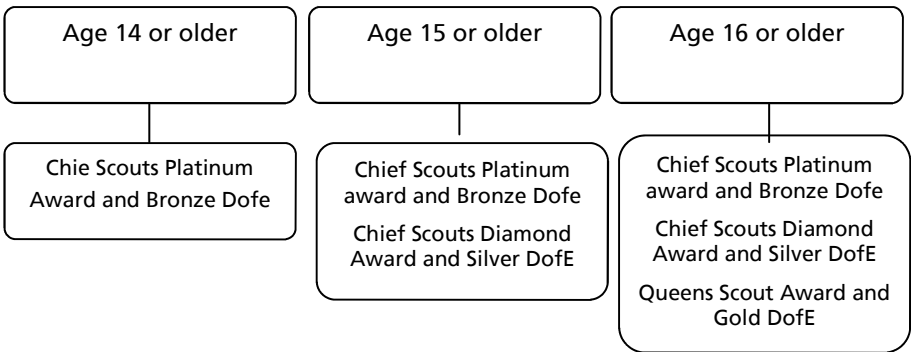 Age 14 or older
Age 15 or older
Age 16 or older
Chie Scouts Platinum
Award and Bronze Dofe
Chief Scouts Platinum
award and Bronze Dofe
Chief Scouts Diamond
Award and Silver DofE
Chief Scouts Platinum
award and Bronze Dofe
Chief Scouts Diamond
Award and Silver DofE
Queens Scout Award and
Gold DofE